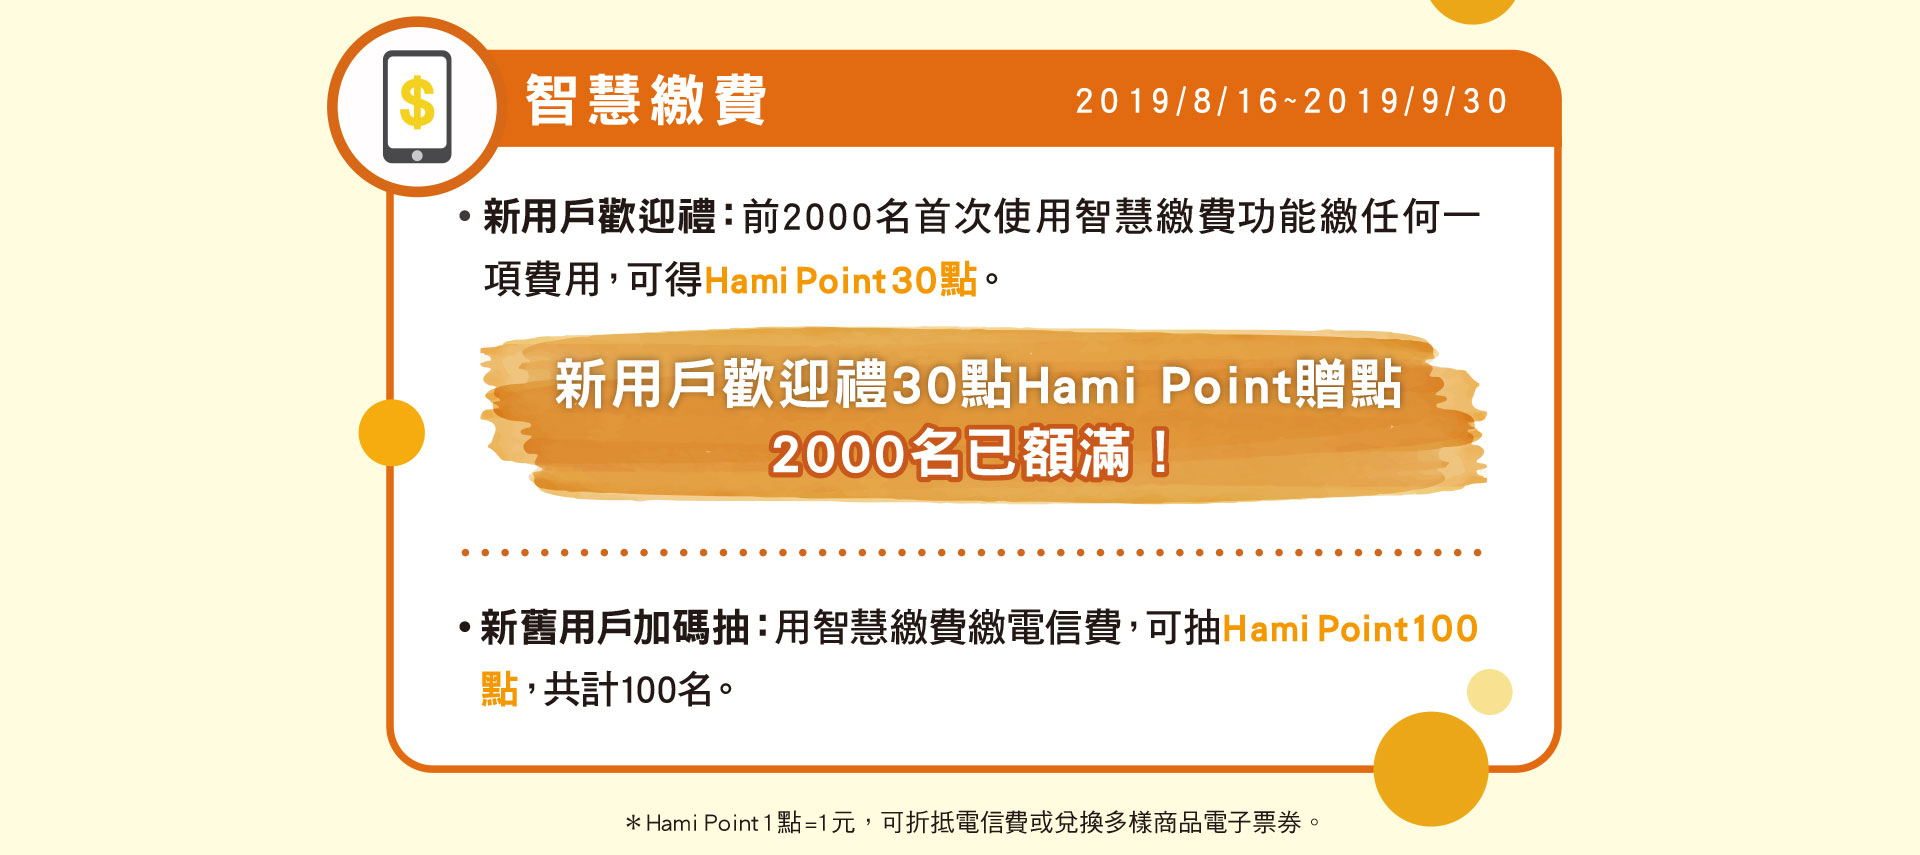 $
智慧繳費
2019/8/16~2019/9/30
•新用戶歡迎禮：前2000名首次使用智慧繳費功能繳任何一
項費用，可得Hami Point 30點。
新用戶歡迎禮30點Hami Point贈點
2000名已額滿！
•新舊用戶加碼抽：用智慧繳費繳電信費，可抽Hami Point100
點，共計100名。
＊Hami Point 1點=1元，可折抵電信費或兌換多樣商品電子票券。